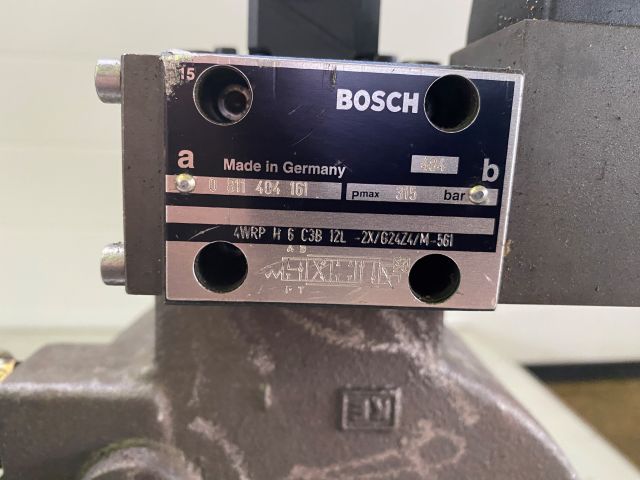 15
BOSCH
a
Made in Germany
434
b
0 811 404 161
pmax 315 bar
4WRP H 6 C3B 12L -2X/G24Z4/M-561
A B
P T